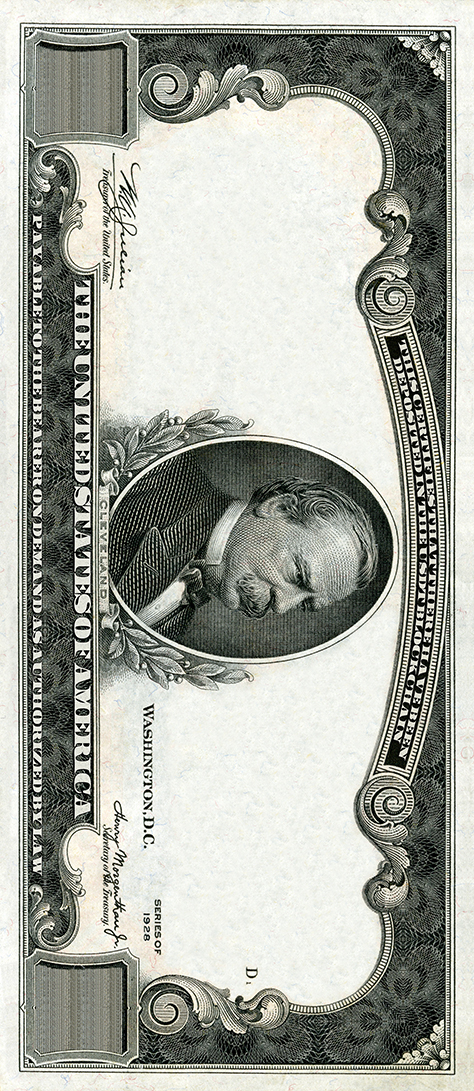 THIS CERTIFIES THAT THERE HAVE BEEN
DEPOSITED IN THE UST BLOCKCHAIN
D
SERIES OF
1928
WASHINGTON, D.C.
W A Julian
Treasurer of the United States.
Henry Morgenthau Jr.
Secretary of the Treasury.
CLEVELAND
THE UNITED STATES OF AMERICA
PAYABLE TO THE BEARER ON DEMAND AS AUTHORIZED BY LAW